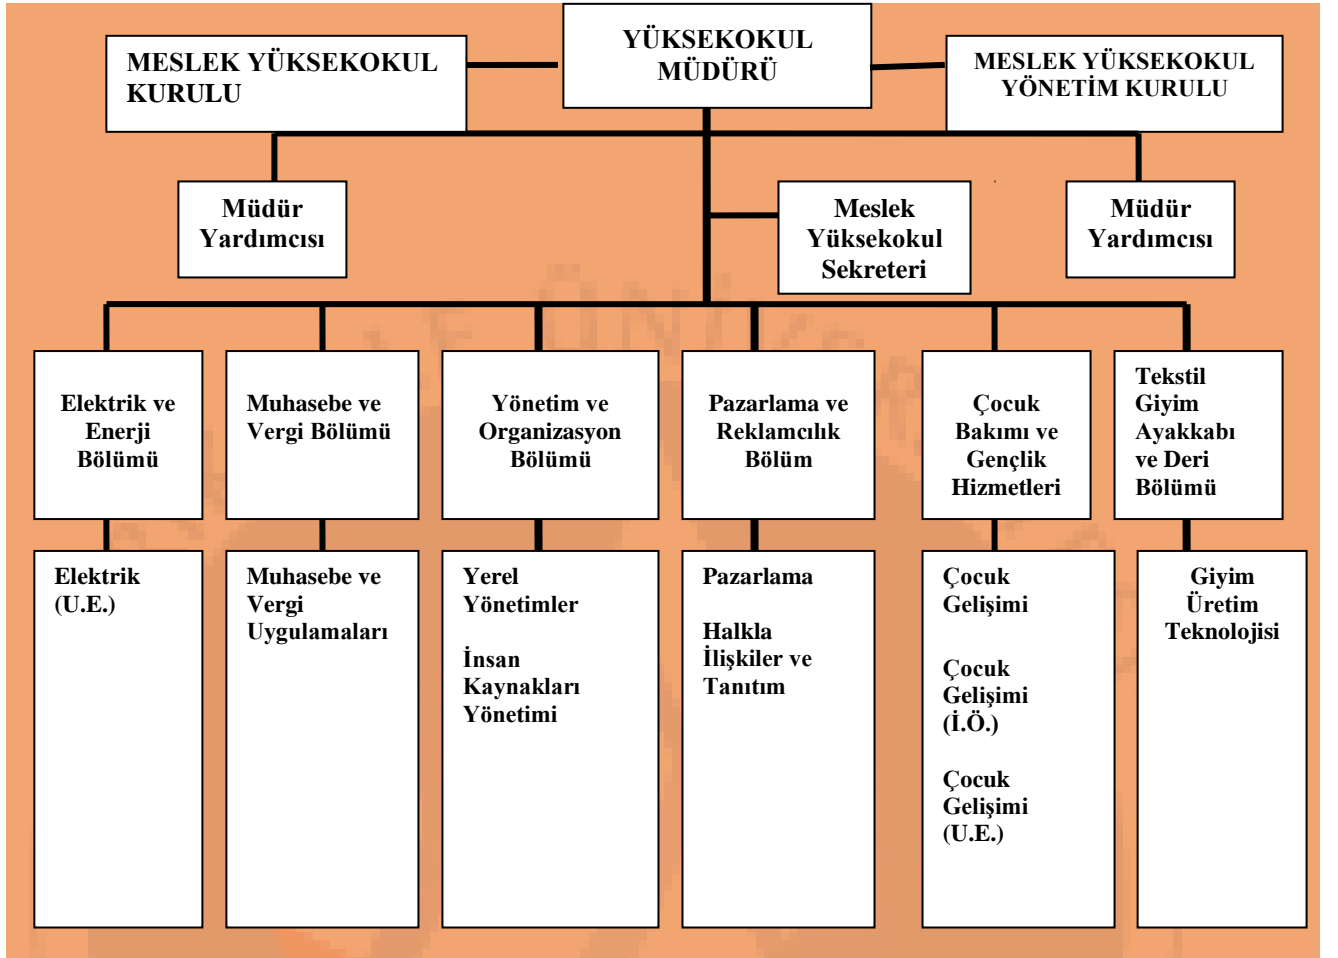 YÜKSEKOKUL
MÜDÜRÜ
MESLEK YÜKSEKOKUL
KURULU
MESLEK YÜKSEKOKUL
YÖNETİM KURULU
Müdür
Yardımcısı
Meslek
Yüksekokul
Sekreteri
Müdür
Yardımcısı
Elektrik ve
Enerji
Bölümü
Muhasebe ve
Vergi Bölümü
Yönetim ve
Organizasyon
Bölümü
Pazarlama ve
Reklamcılık
Bölüm
Çocuk
Bakımı ve
Gençlik
Hizmetleri
Tekstil
Giyim
Ayakkabı
ve Deri
Bölümü
Elektrik
(U.E.)
Muhasebe ve
Vergi
Uygulamaları
Yerel
Yönetimler
İnsan
Kaynakları
Yönetimi
Pazarlama
Halkla
İlişkiler ve
Tanıtım
Çocuk
Gelişimi
Çocuk
Gelişimi
(İ.Ö.)
Çocuk
Gelişimi
(U.E.)
Giyim
Üretim
Teknolojisi